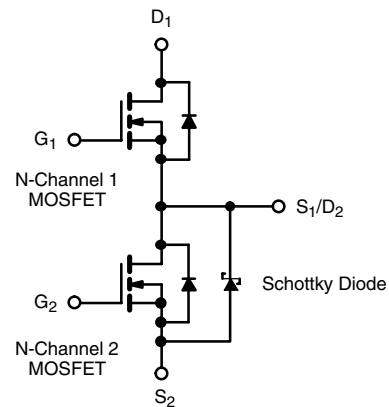 D1
G1
N-Channel 1
MOSFET
S1/D2
Schottky Diode
G2
N-Channel 2
MOSFET
S2